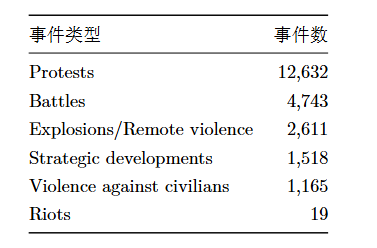 事件类型 事件数
Protests 12,632
Battles 4,743
Explosions/Remote violence 2,611
Strategic developments 1,518
Violence against civilians 1,165
Riots 19